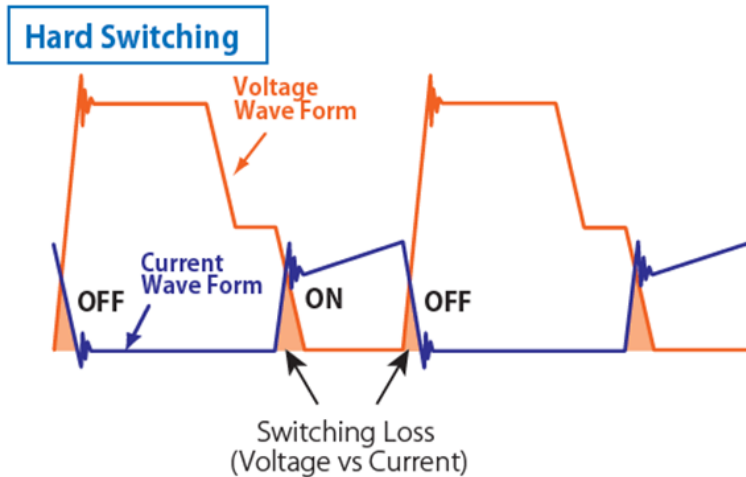 Hard Switching
Voltage
Wave Form
Current
Wave Form
OFF
ON
OFF
Switching Loss
(Voltage vs Current)